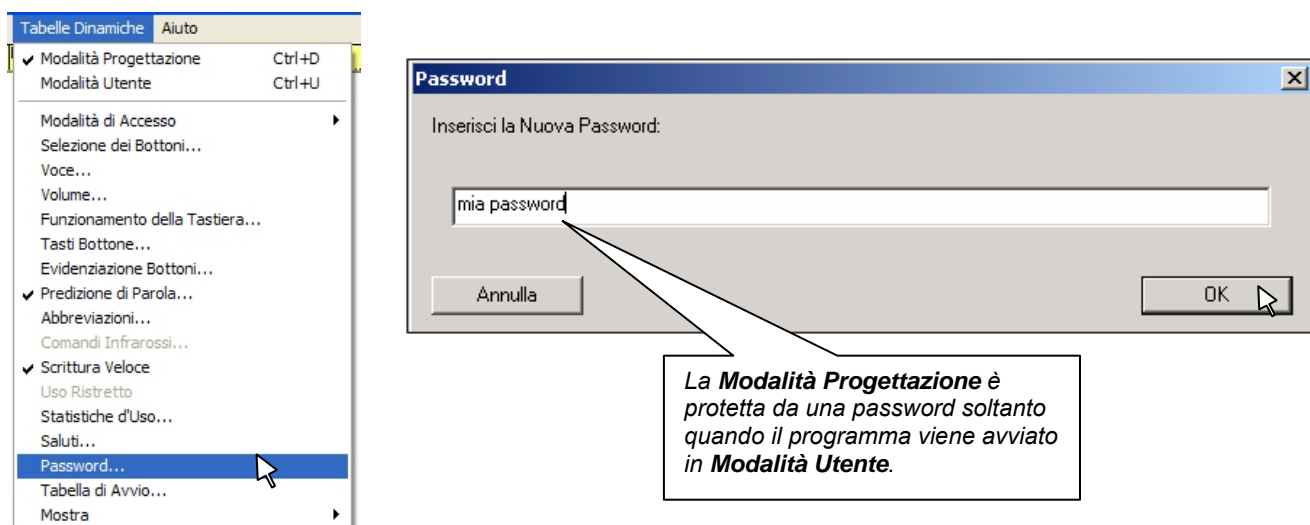 Tabelle Dinamiche Aiuto
Modalità Progettazione Ctrl+D
Modalità Utente Ctrl+U
Modalità di Accesso
Selezione dei Bottoni...
Voce...
Volume...
Funzionamento della Tastiera...
Tasti Bottone...
Evidenziazione Bottoni...
Predizione di Parola...
Abbreviazioni...
Comandi Infrarossi...
Scrittura Veloce
Uso Ristretto
Statistiche d'Uso...
Saluti...
Password...
Tabella di Avvio...
Mostra
Password
Inserisci la Nuova Password:
mia password
Annulla OK
La Modalità Progettazione è
protetta da una password soltanto
quando il programma viene avviato
in Modalità Utente.